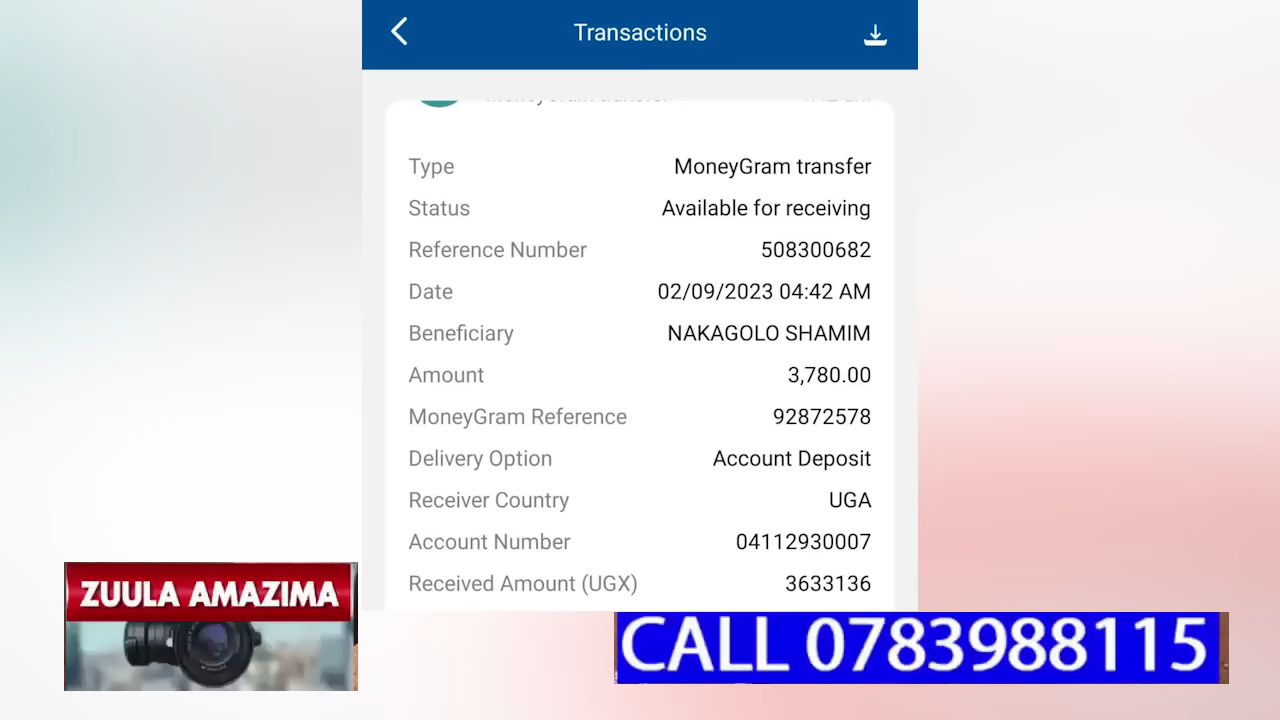 Transactions
MoneyGram transfer
Type MoneyGram transfer
Status Available for receiving
Reference Number 508300682
Date 02/09/2023 04:42 AM
Beneficiary NAKAGOLO SHAMIM
Amount 3,780.00
MoneyGram Reference 92872578
Delivery Option Account Deposit
Receiver Country UGA
Account Number 04112930007
Received Amount (UGX) 3633136
ZUULA AMAZIMA
CALL 0783988115